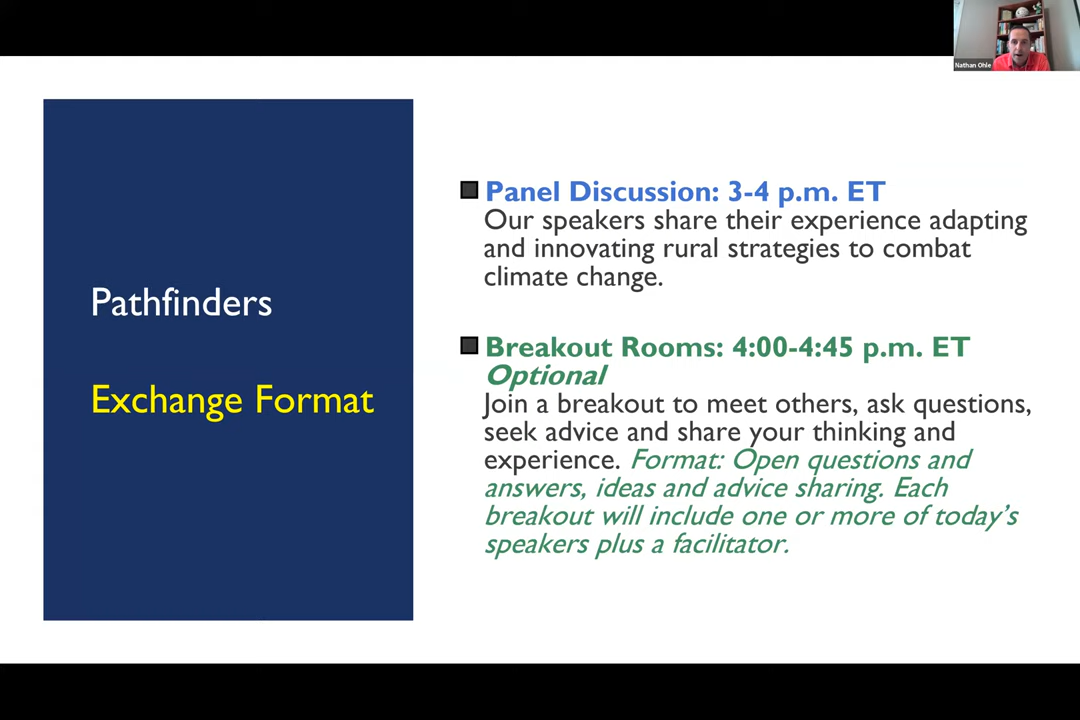 Nathan Ohle
Pathfinders
Exchange Format
Panel Discussion: 3-4 p.m. ET
Our speakers share their experience adapting
and innovating rural strategies to combat
climate change.
Breakout Rooms: 4:00-4:45 p.m. ET
Optional
Join a breakout to meet others, ask questions,
seek advice and share your thinking and
experience. Format: Open questions and
answers, ideas and advice sharing. Each
breakout will include one or more of today’s
speakers plus a facilitator.